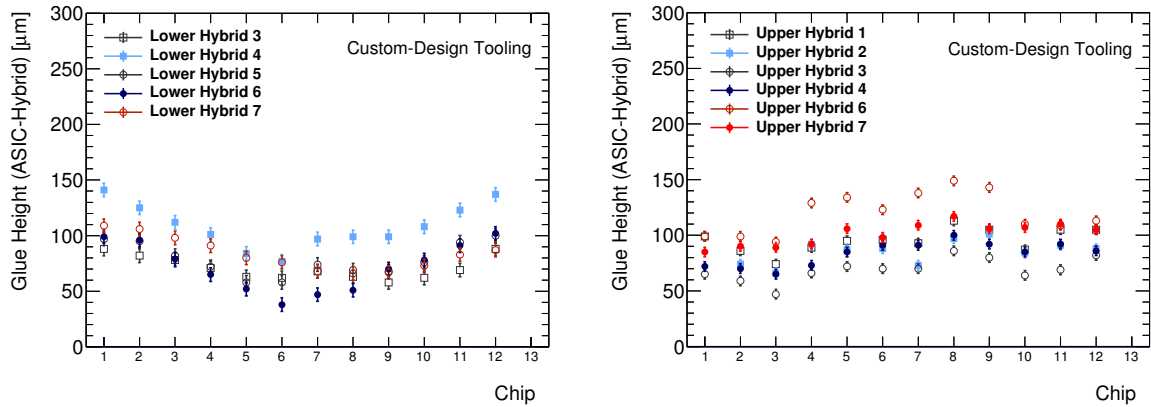 Glue Height (ASIC-Hybrid) [µm]
300
250
200
150
100
50
0
Lower Hybrid 3
Lower Hybrid 4
Lower Hybrid 5
Lower Hybrid 6
Lower Hybrid 7
Custom-Design Tooling
1 2 3 4 5 6 7 8 9 10 11 12 13
Chip
Glue Height (ASIC-Hybrid) [µm]
300
250
200
150
100
50
0
Upper Hybrid 1
Upper Hybrid 2
Upper Hybrid 3
Upper Hybrid 4
Upper Hybrid 6
Upper Hybrid 7
Custom-Design Tooling
1 2 3 4 5 6 7 8 9 10 11 12 13
Chip